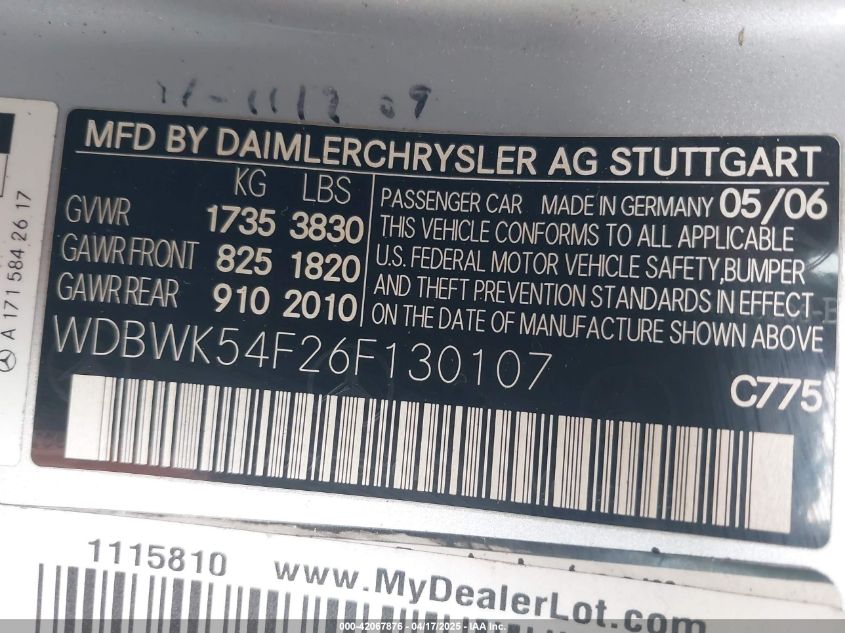 MFD BY DAIMLERCHRYSLER AG STUTTGART
KG LBS
GVWR 1735 3830
GAWR FRONT 825 1820
GAWR REAR 910 2010
PASSENGER CAR MADE IN GERMANY 05/06
THIS VEHICLE CONFORMS TO ALL APPLICABLE
U.S. FEDERAL MOTOR VEHICLE SAFETY,BUMPER
AND THEFT PREVENTION STANDARDS IN EFFECT
ON THE DATE OF MANUFACTURE SHOWN ABOVE
WDBWK54F26F130107
C775
A 171 584 26 17
1115810
www.MyDealerLot.com
000-42067876 - 04/17/2025 - IAA Inc.